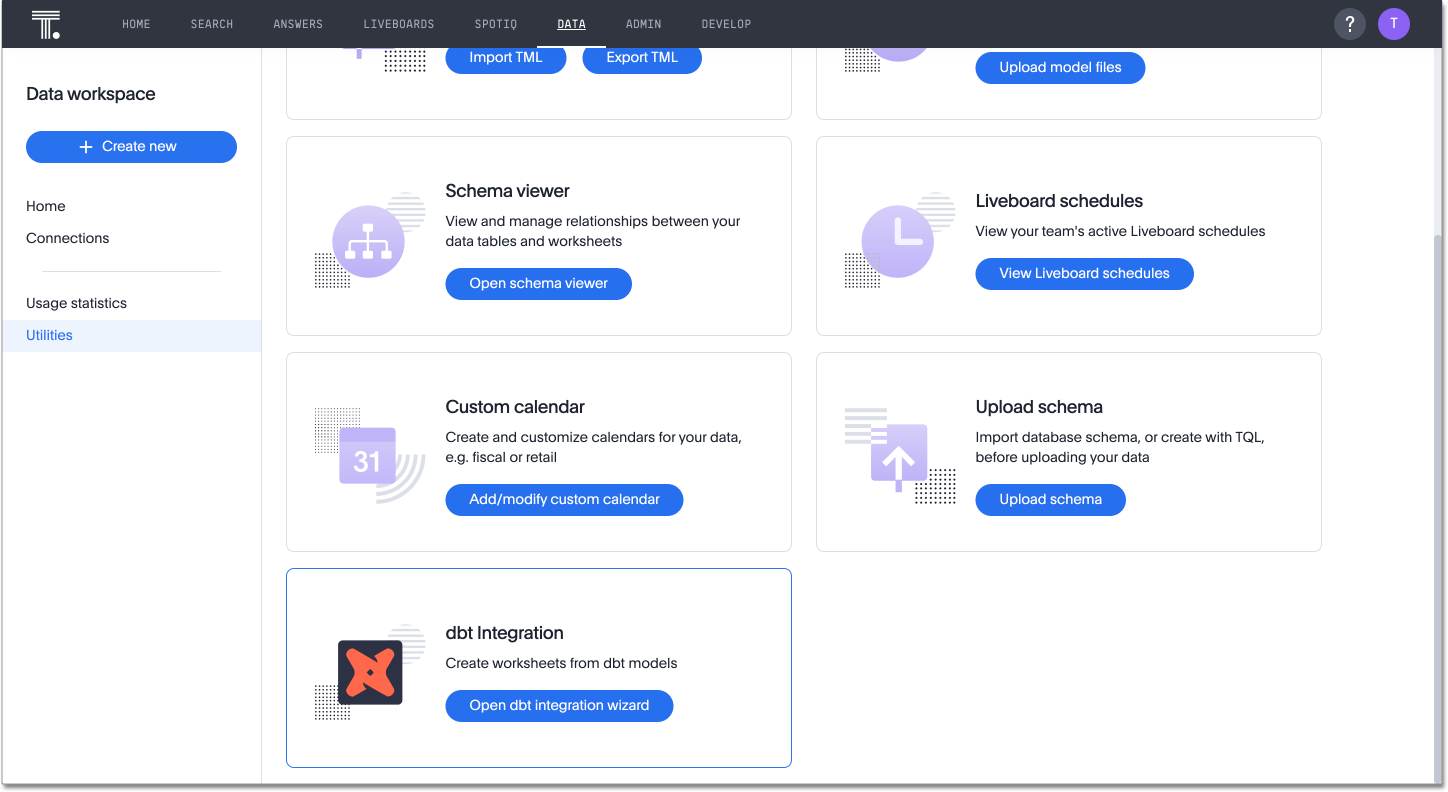 T.
HOME
SEARCH
ANSWERS
LIVEBOARDS
SPOTIQ
DATA
ADMIN
DEVELOP
?
T
Data workspace
+ Create new
Home
Connections
Usage statistics
Utilities
Import TML
Export TML
Upload model files
Schema viewer
View and manage relationships between your
data tables and worksheets
Open schema viewer
Liveboard schedules
View your team's active Liveboard schedules
View Liveboard schedules
31
Custom calendar
Create and customize calendars for your data,
e.g. fiscal or retail
Add/modify custom calendar
Upload schema
Import database schema, or create with TQL,
before uploading your data
Upload schema
dbt Integration
Create worksheets from dbt models
Open dbt integration wizard